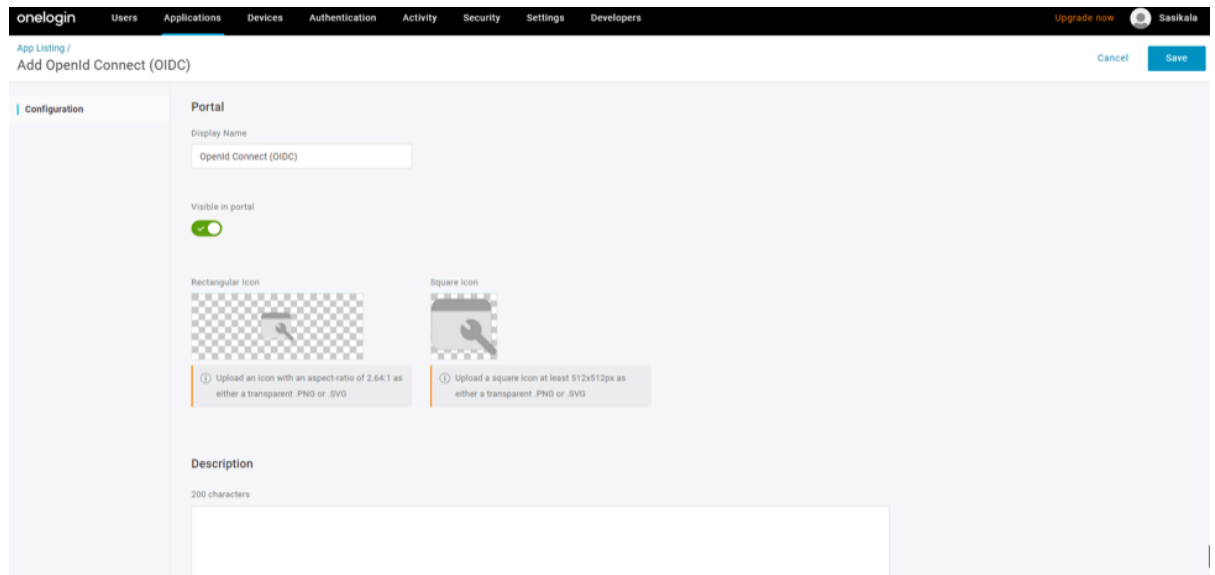 onelogin Users Applications Devices Authentication Activity Security Settings Developers Upgrade now Sasikala
App Listing /
Add OpenId Connect (OIDC)
Cancel Save
Configuration
Portal
Display Name
OpenId Connect (OIDC)
Visible in portal
Rectangular Icon
Square Icon
Upload an icon with an aspect-ratio of 2.64:1 as
either a transparent .PNG or .SVG
Upload a square icon at least 512x512px as
either a transparent .PNG or .SVG
Description
200 characters